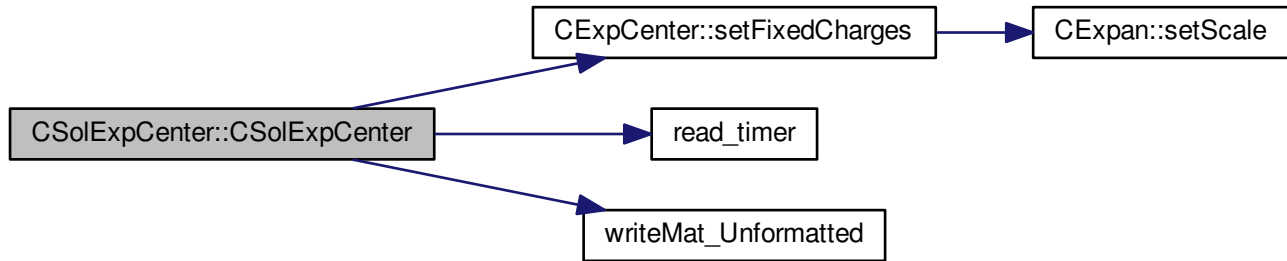 CExpCenter::setFixedCharges
CExpan::setScale
CSolExpCenter::CSolExpCenter
read_timer
writeMat_Unformatted